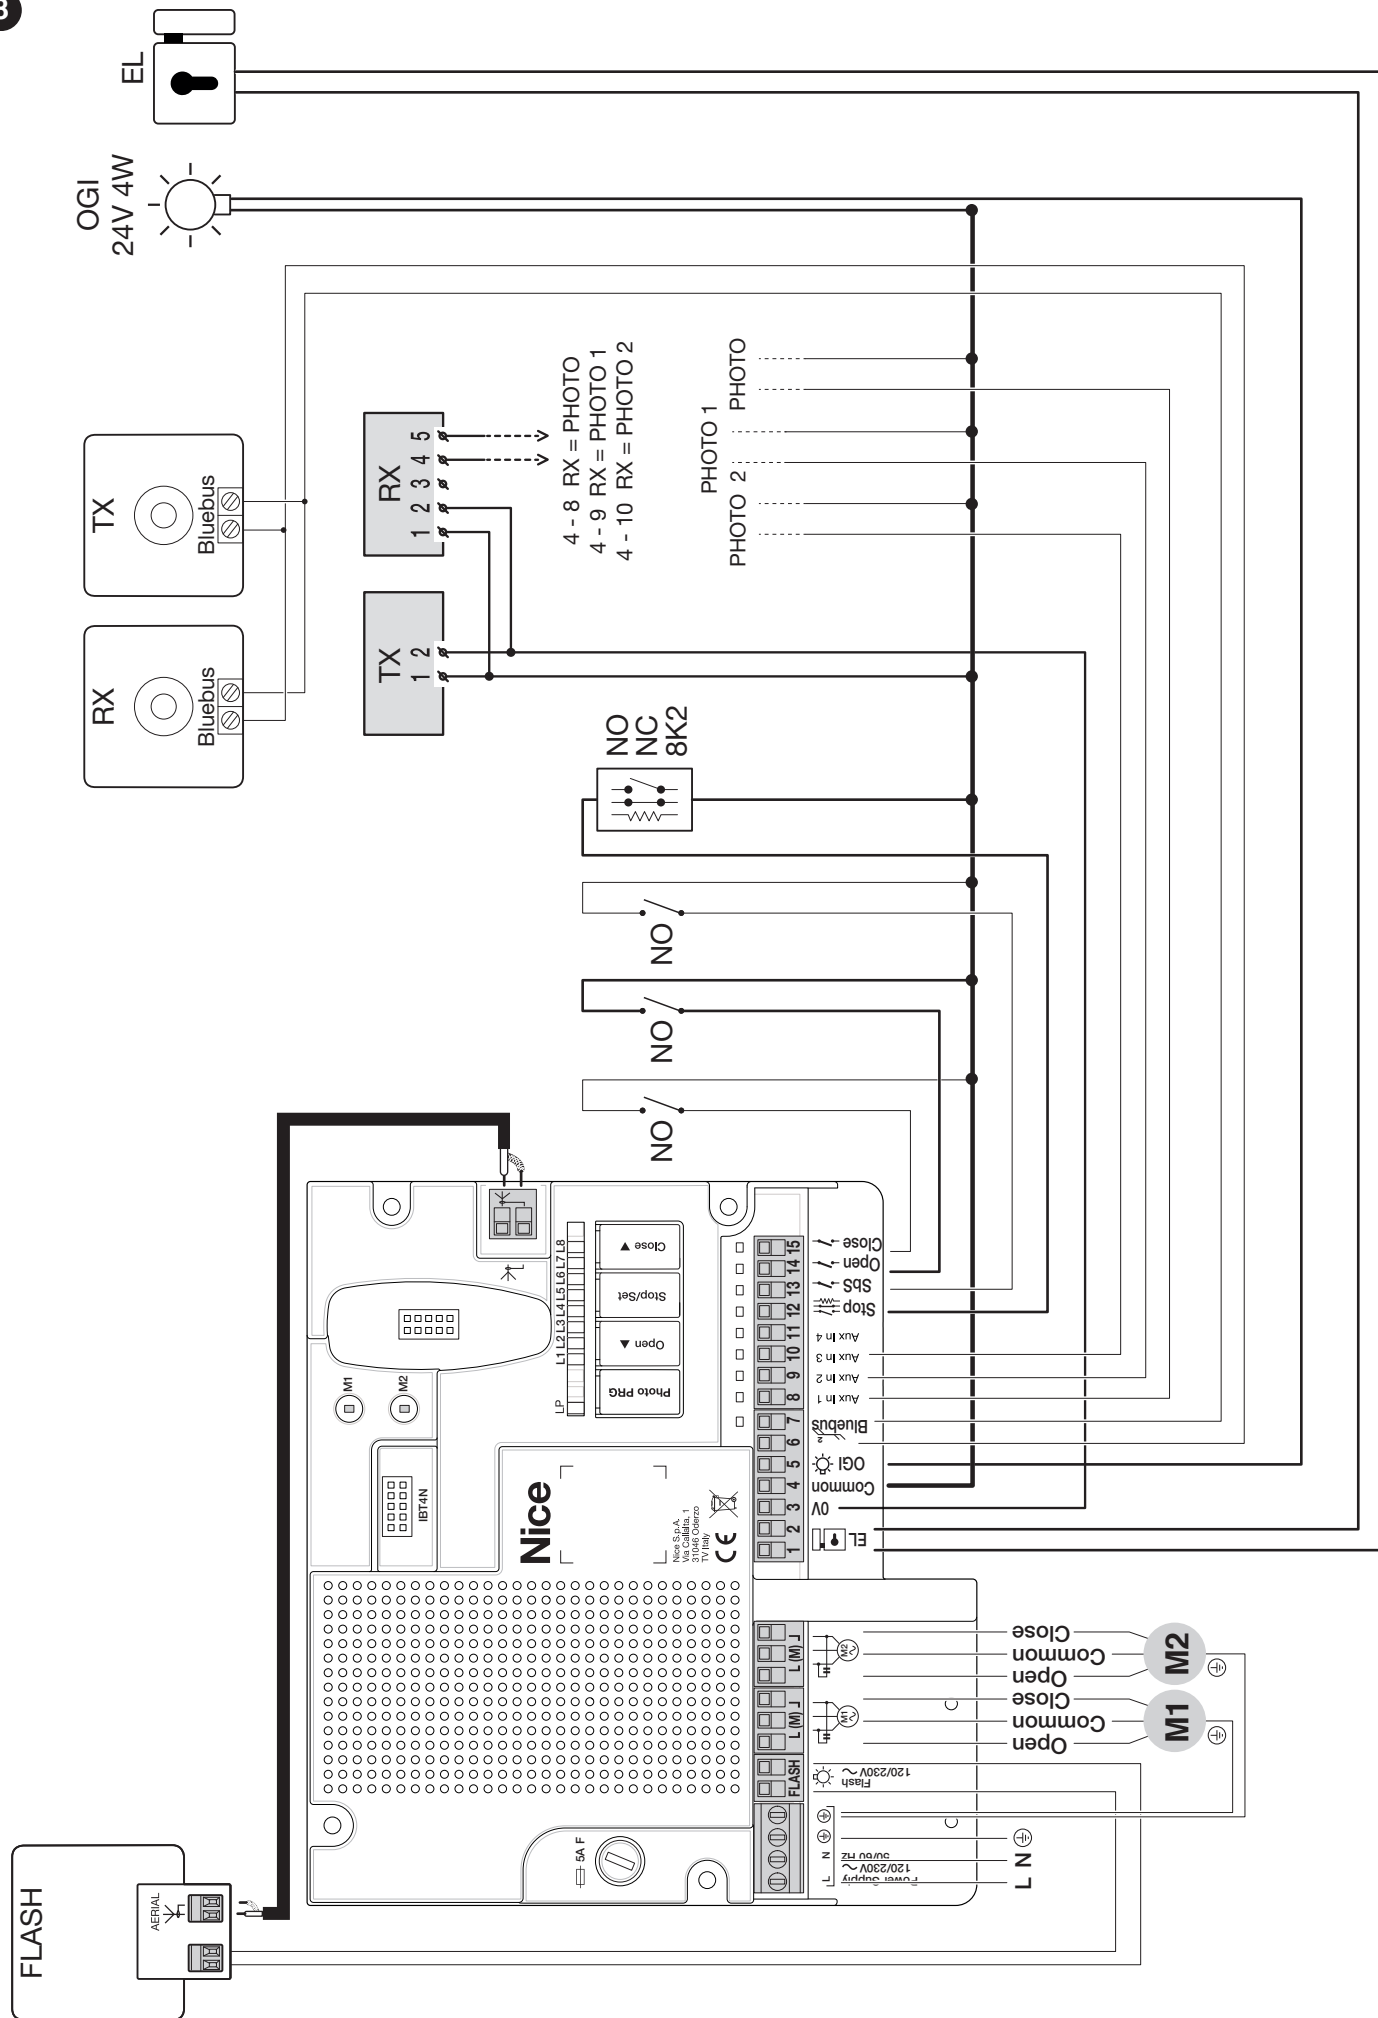 3
EL
OGI
24V 4W
TX
Bluebus
RX
Bluebus
RX
1 2 3 4 5
TX
1 2
4 - 8 RX = PHOTO
4 - 9 RX = PHOTO 1
4 - 10 RX = PHOTO 2
PHOTO
PHOTO 1
PHOTO 2
NO
NC
8K2
NO
NO
NO
L1 L2 L3 L4 L5 L6 L7 L8
LP
Close ▼
Stop/Set
Open ▲
Photo PRG
M1
M2
IBT4N
Nice
Nice S.p.A.
Via Callalta, 1
31046 Oderzo
TV Italy
CE
15 Close
14 Open
13 SbS
12 Stop
11 Aux In 4
10 Aux In 3
9 Aux In 2
8 Aux In 1
7 Bluebus
6
5 OGI
4 Common
3 0V
2
1 EL
L (M) L
M2
Close
Common
Open
M2
L (M) L
M1
Close
Common
Open
M1
FLASH
Flash
120/230V
5A F
L N
Power Supply
120/230V
50/60 Hz
L N
AERIAL
FLASH